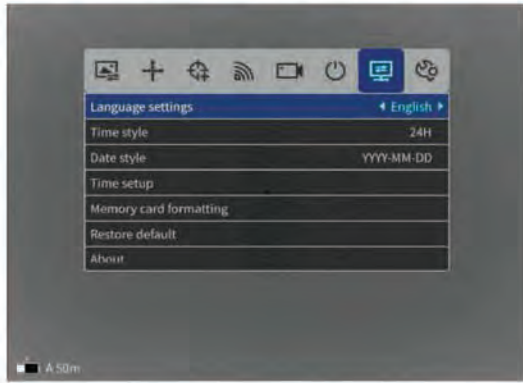 Language settings English
Time style 24H
Date style YYYY-MM-DD
Time setup
Memory card formatting
Restore default
About
A 50m